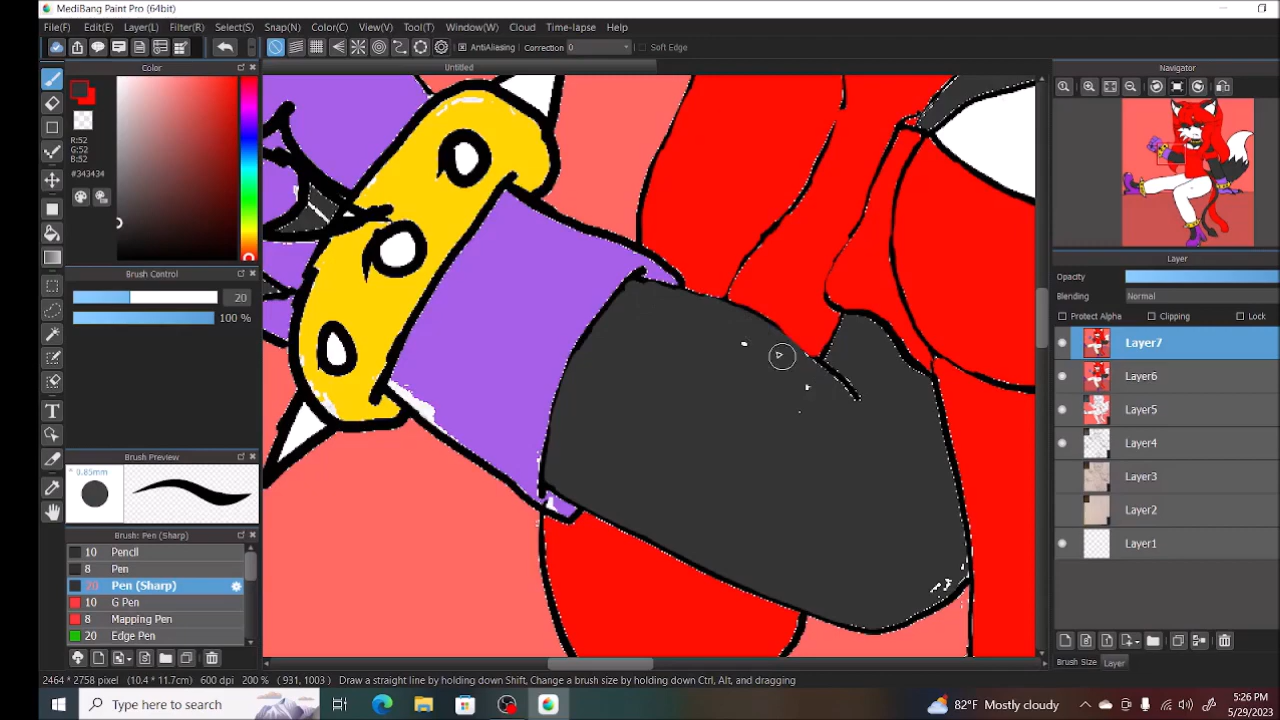 MediBang Paint Pro (64bit)
File(F) Edit(E) Layer(L) Filter(R) Select(S) Snap(N) Color(C) View(V) Tool(T) Window(W) Cloud Time-lapse Help
AntiAliasing Correction 0 Soft Edge
Color
Untitled
Navigator
R:52
G:52
B:52
#343434
Brush Control
20
100 %
Brush Preview
0.85mm
Brush: Pen (Sharp)
10 Pencil
8 Pen
20 Pen (Sharp)
10 G Pen
8 Mapping Pen
20 Edge Pen
Layer
Opacity
Blending Normal
Protect Alpha Clipping Lock
Layer7
Layer6
Layer5
Layer4
Layer3
Layer2
Layer1
Brush Size Layer
2464 * 2758 pixel (10.4 * 11.7cm) 600 dpi 200 % (931, 1003) Draw a straight line by holding down Shift, Change a brush size by holding down Ctrl, Alt, and dragging
Type here to search
82°F Mostly cloudy
5:26 PM
5/29/2023